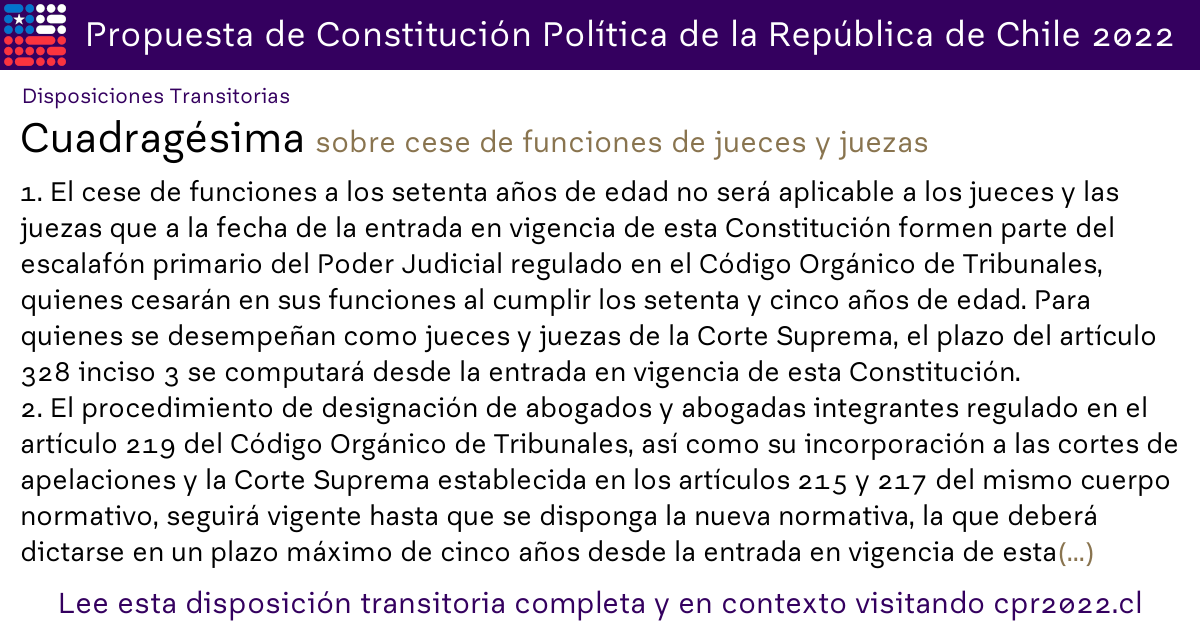 Propuesta de Constitución Política de la República de Chile 2022
Disposiciones Transitorias
Cuadragésima sobre cese de funciones de jueces y juezas
1. El cese de funciones a los setenta años de edad no será aplicable a los jueces y las
juezas que a la fecha de la entrada en vigencia de esta Constitución formen parte del
escalafón primario del Poder Judicial regulado en el Código Orgánico de Tribunales,
quienes cesarán en sus funciones al cumplir los setenta y cinco años de edad. Para
quienes se desempeñan como jueces y juezas de la Corte Suprema, el plazo del artículo
328 inciso 3 se computará desde la entrada en vigencia de esta Constitución.
2. El procedimiento de designación de abogados y abogadas integrantes regulado en el
artículo 219 del Código Orgánico de Tribunales, así como su incorporación a las cortes de
apelaciones y la Corte Suprema establecida en los artículos 215 y 217 del mismo cuerpo
normativo, seguirá vigente hasta que se disponga la nueva normativa, la que deberá
dictarse en un plazo máximo de cinco años desde la entrada en vigencia de esta(...)
Lee esta disposición transitoria completa y en contexto visitando cpr2022.cl